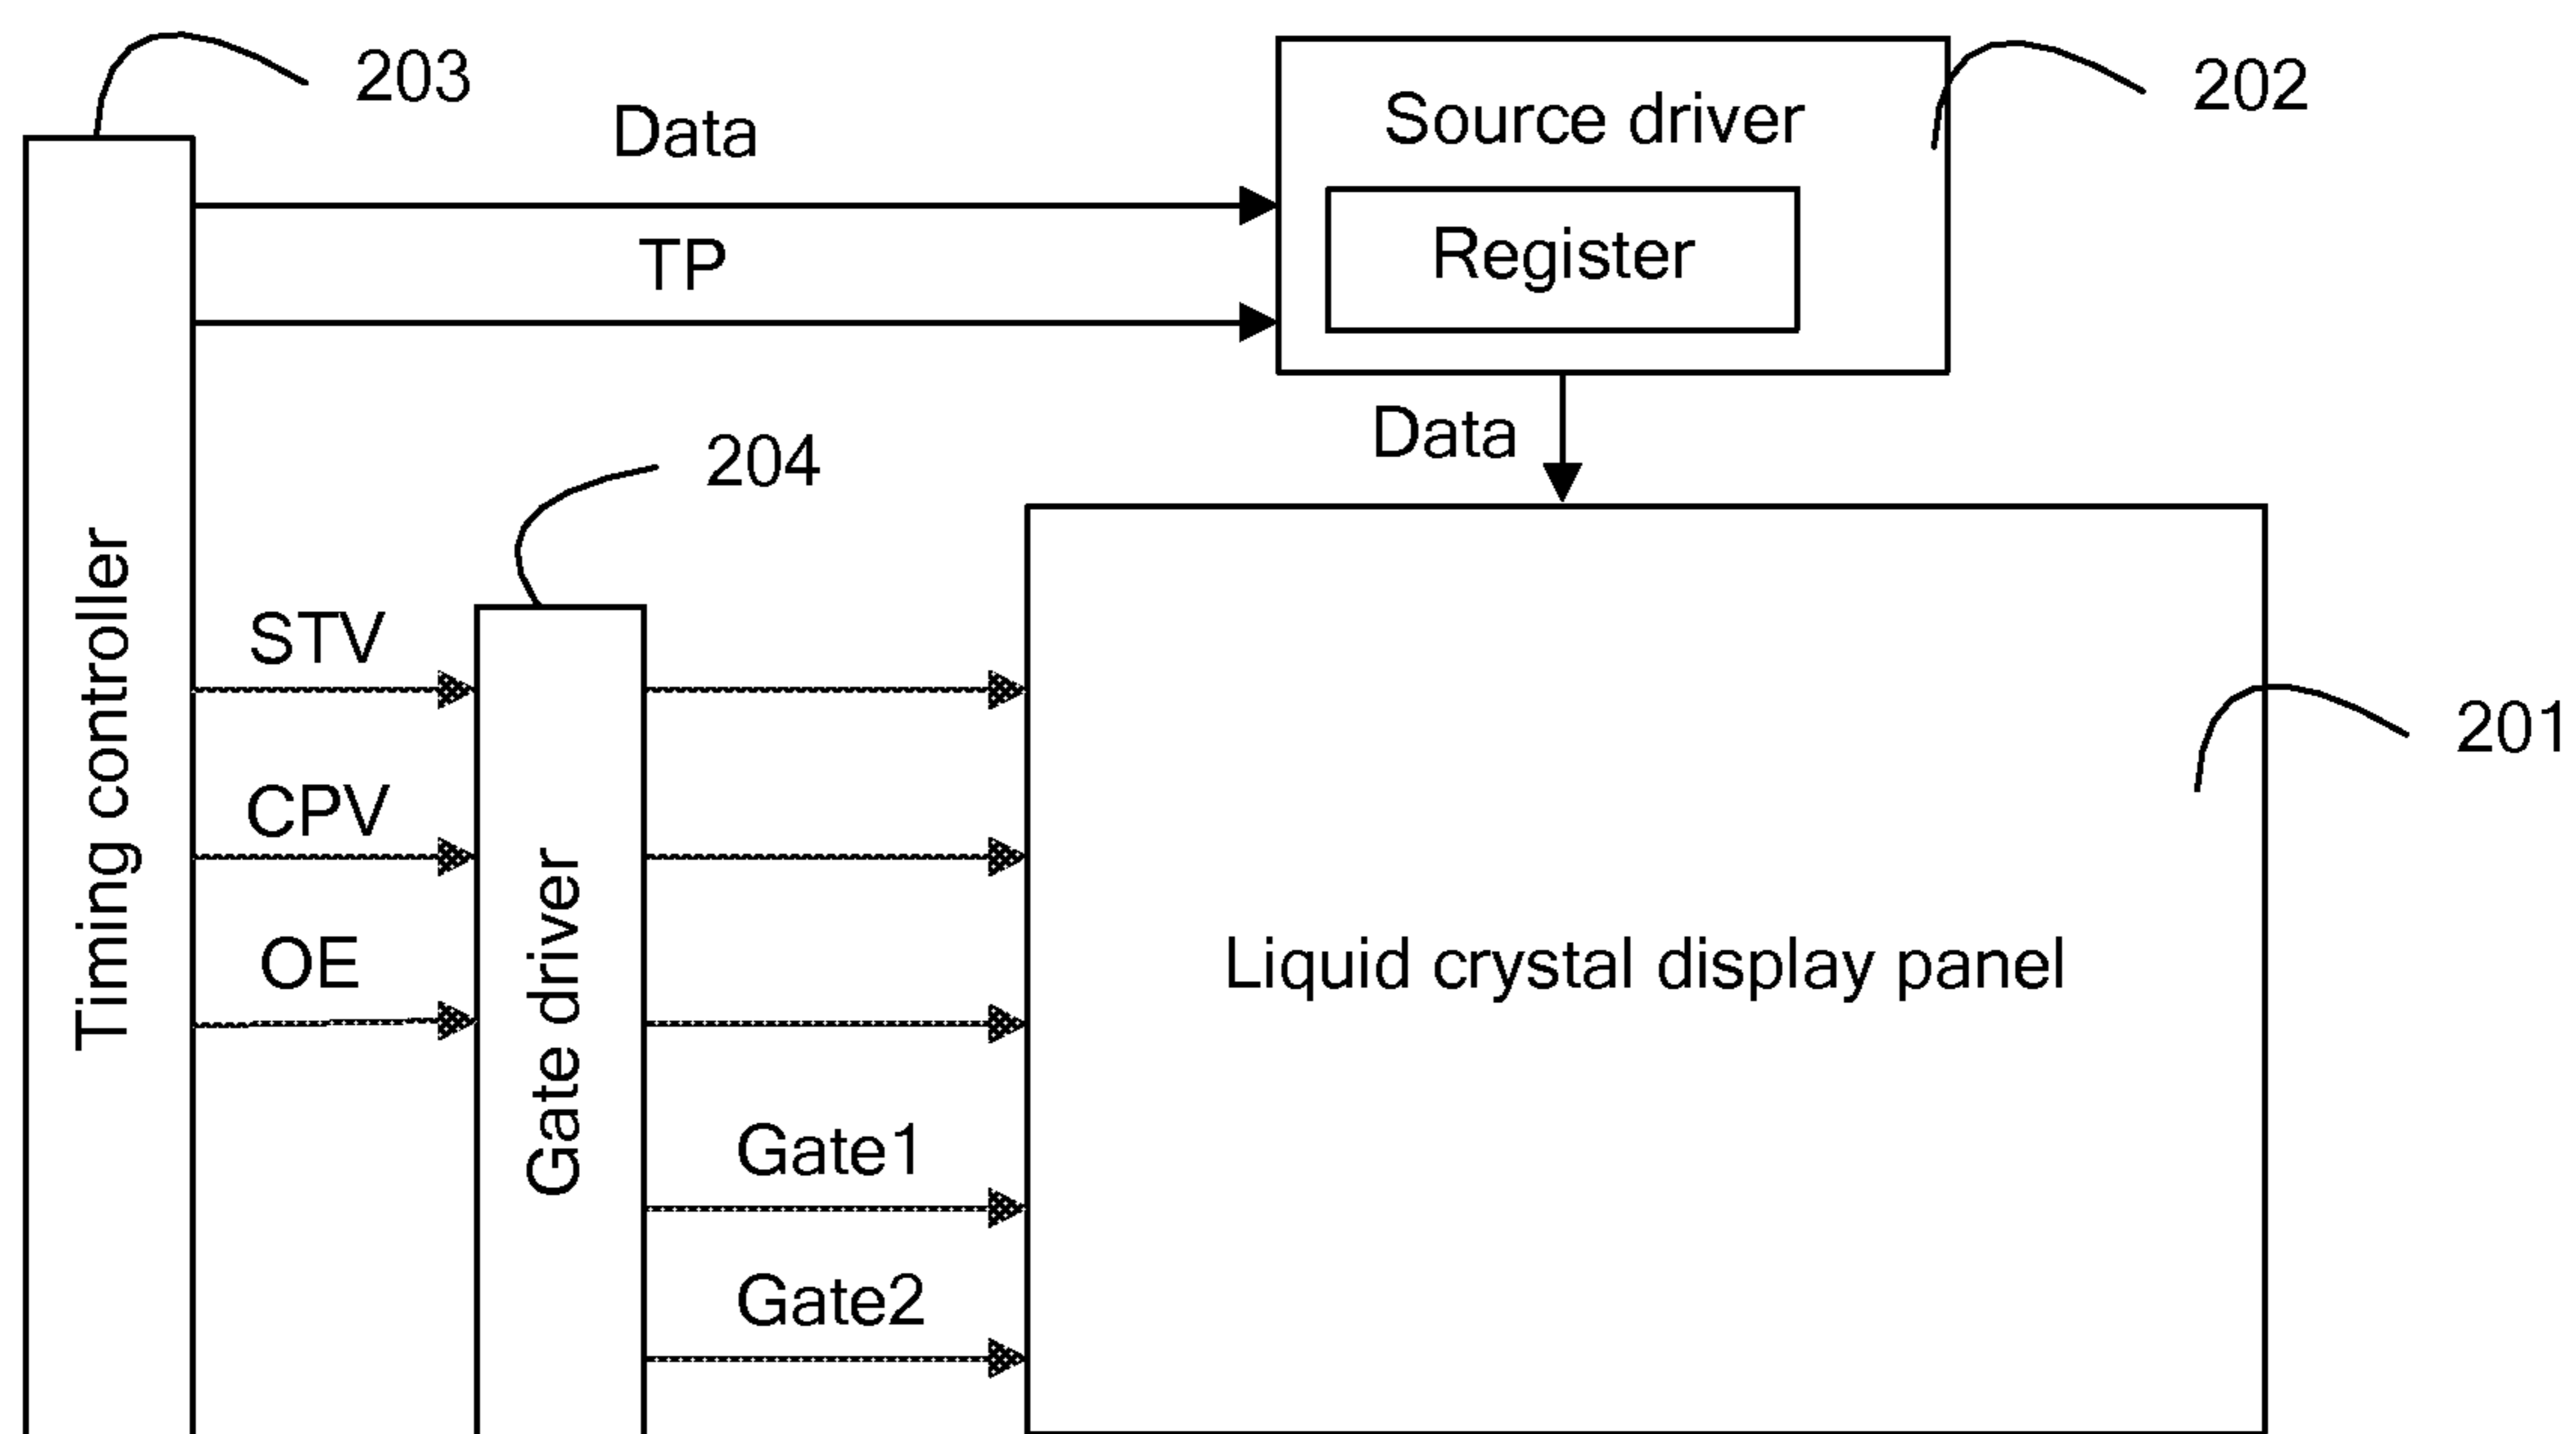 203
202
Data
Source driver
TP
Register
Data
204
Timing controller
STV
201
CPV
Gate driver
OE
Liquid crystal display panel
Gate1
Gate2